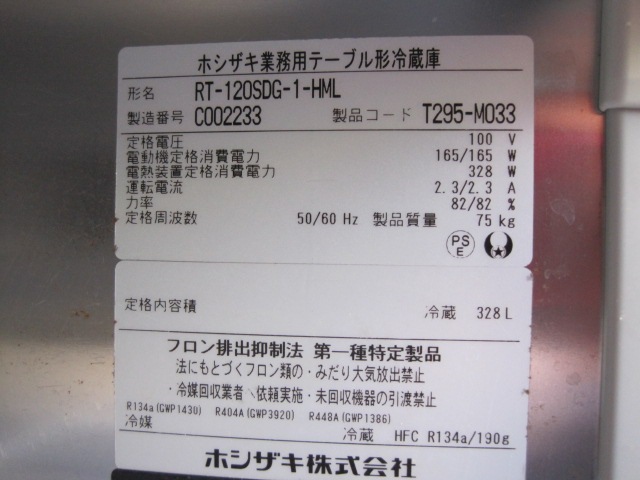 ホシザキ業務用テーブル形冷蔵庫
形名 RT-120SDG-1-HML
製造番号 C002233 製品コード T295-M033
定格電圧 100 V
電動機定格消費電力 165/165 W
電熱装置定格消費電力 328 W
運転電流 2.3/2.3 A
力率 82/82 %
定格周波数 50/60 Hz 製品質量 75 kg
PS E
定格内容積 冷蔵 328 L
フロン排出抑制法 第一種特定製品
法にもとづくフロン類の・みだり大気放出禁止
・冷媒回収業者へ依頼実施・未回収機器の引渡禁止
R134a(GWP1430) R404A(GWP3920) R448A(GWP1386)
冷媒 冷蔵 HFC R134a/190g
ホシザキ株式会社